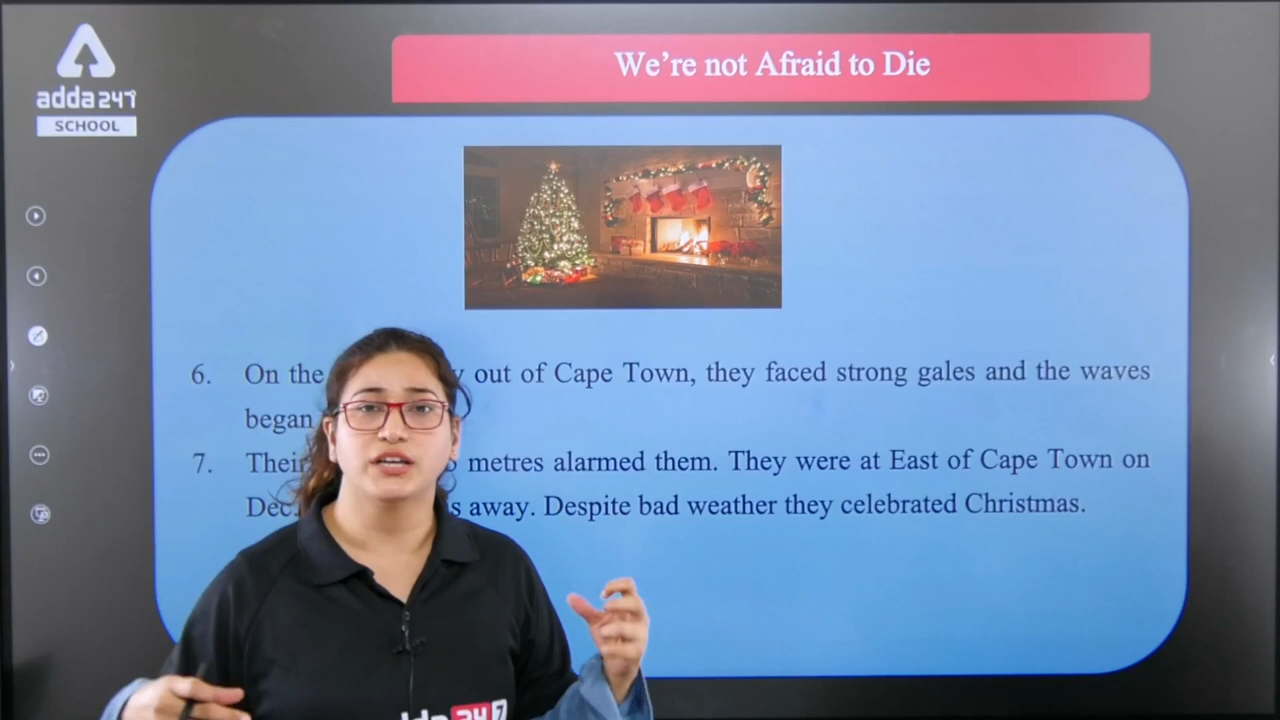 adda247
SCHOOL
We're not Afraid to Die
6. On the out of Cape Town, they faced strong gales and the waves
began
7. Their metres alarmed them. They were at East of Cape Town on
Dec. away. Despite bad weather they celebrated Christmas.
adda247